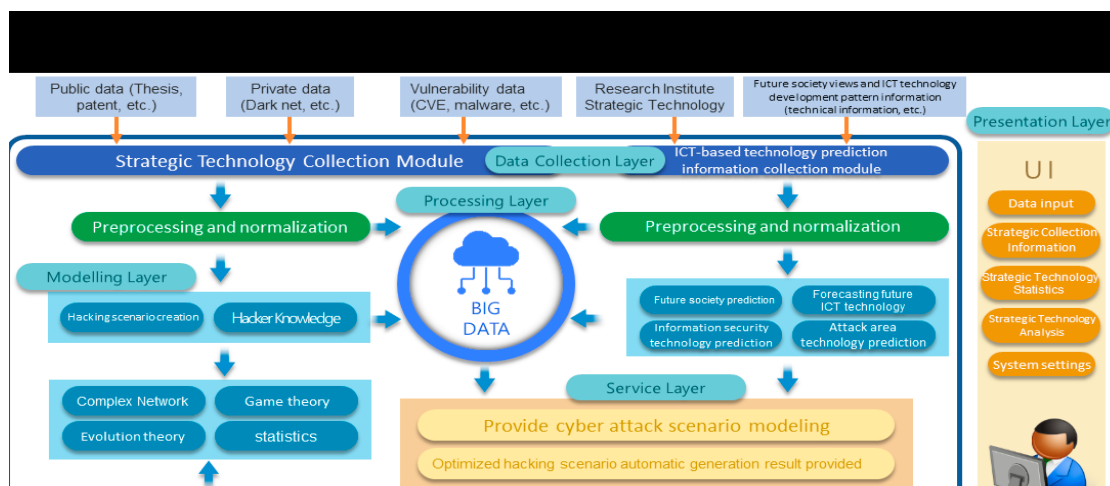 Public data (Thesis,
patent, etc.)
Private data
(Dark net, etc.)
Vulnerability data
(CVE, malware, etc.)
Research Institute
Strategic Technology
Future society views and ICT technology
development pattern information
(technical information, etc.)
Presentation Layer
Strategic Technology Collection Module
Data Collection Layer
ICT-based technology prediction
information collection module
UI
Processing Layer
Data input
Preprocessing and normalization
Preprocessing and normalization
Strategic Collection
Information
Modelling Layer
BIG
DATA
Strategic Technology
Statistics
Hacking scenario creation
Hacker Knowledge
Future society prediction
Forecasting future
ICT technology
Information security
technology prediction
Attack area
technology prediction
Strategic Technology
Analysis
System settings
Service Layer
Complex Network
Game theory
Evolution theory
statistics
Provide cyber attack scenario modeling
Optimized hacking scenario automatic generation result provided